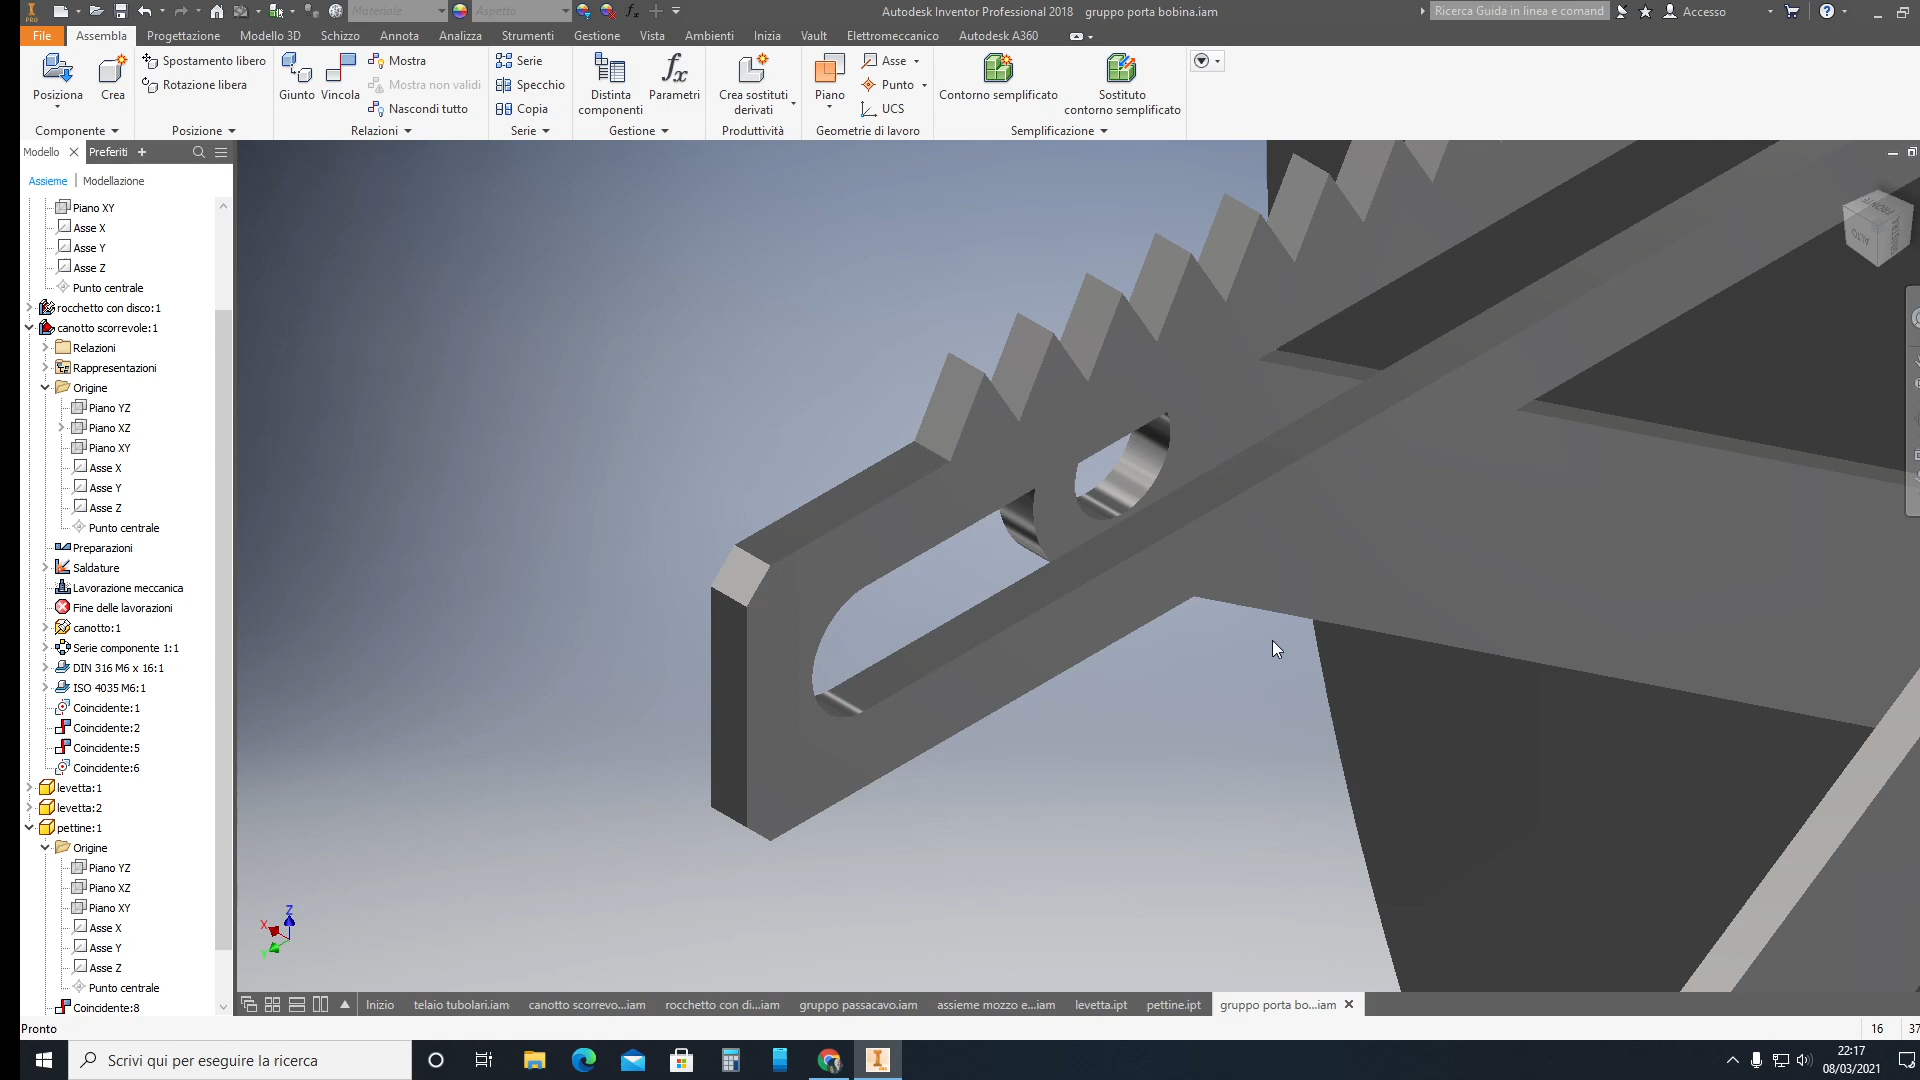 PRO
Materiale
Aspetto
Autodesk Inventor Professional 2018 gruppo porta bobina.iam
Ricerca Guida in linea e comand
Accesso
File Assembla Progettazione Modello 3D Schizzo Annota Analizza Strumenti Gestione Vista Ambienti Inizia Vault Elettromeccanico Autodesk A360
Posiziona
Crea
Spostamento libero
Rotazione libera
Giunto
Vincola
Mostra
Mostra non validi
Nascondi tutto
Serie
Specchio
Copia
Distinta
componenti
Parametri
Crea sostituti
derivati
Piano
Asse
Punto
UCS
Contorno semplificato
Sostituto
contorno semplificato
Componente Posizione Relazioni Serie Gestione Produttività Geometrie di lavoro Semplificazione
Modello Preferiti
Assieme Modellazione
Piano XY
Asse X
Asse Y
Asse Z
Punto centrale
rocchetto con disco:1
canotto scorrevole:1
Relazioni
Rappresentazioni
Origine
Piano YZ
Piano XZ
Piano XY
Asse X
Asse Y
Asse Z
Punto centrale
Preparazioni
Saldature
Lavorazione meccanica
Fine delle lavorazioni
canotto:1
Serie componente 1:1
DIN 316 M6 x 16:1
ISO 4035 M6:1
Coincidente:1
Coincidente:2
Coincidente:5
Coincidente:6
levetta:1
levetta:2
pettine:1
Origine
Piano YZ
Piano XZ
Piano XY
Asse X
Asse Y
Asse Z
Punto centrale
Coincidente:8
FRONTE
ALTO
Z
X
Y
Inizio telaio tubolari.iam canotto scorrevo...iam rocchetto con di...iam gruppo passacavo.iam assieme mozzo e...iam levetta.ipt pettine.ipt gruppo porta bo...iam
Pronto
16 37
Scrivi qui per eseguire la ricerca
22:17
08/03/2021